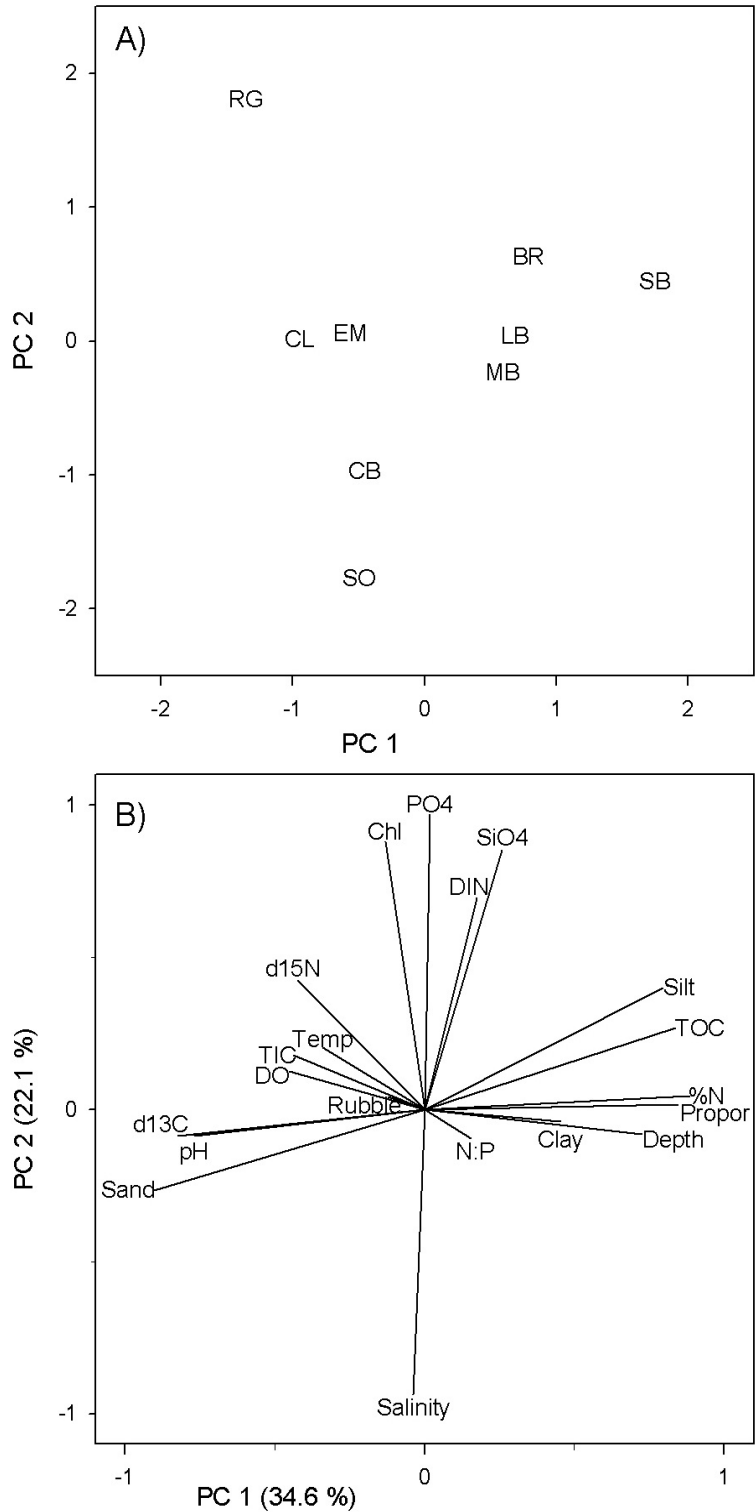 A)
2
RG
1
BR
SB
PC 2
0
CL EM LB
MB
-1
CB
SO
-2
-2 -1 0 1 2
PC 1
B)
1
PO4
Chl
SiO4
DIN
d15N
Silt
Temp
TOC
TIC
DO
%N
Rubble
Propor
PC 2 (22.1 %)
0
d13C
Clay
Depth
pH
N:P
Sand
Salinity
-1
-1 0 1
PC 1 (34.6 %)